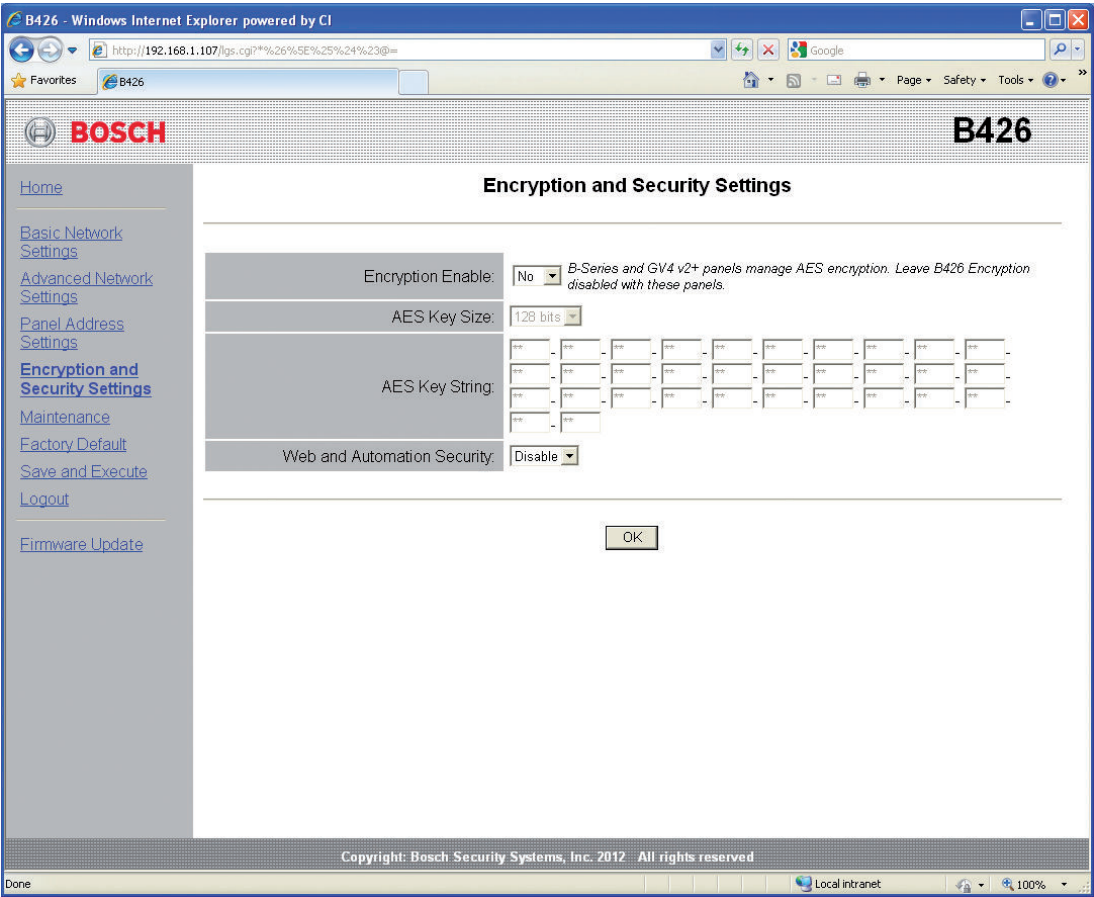 B426 - Windows Internet Explorer powered by CI
http://192.168.1.107/lgs.cgi?*%26%5E%25%24%23@=
Google
Favorites
B426
Page
Safety
Tools
»
BOSCH
B426
Home
Basic Network
Settings
Advanced Network
Settings
Panel Address
Settings
Encryption and
Security Settings
Maintenance
Factory Default
Save and Execute
Logout
Firmware Update
Encryption and Security Settings
Encryption Enable:
No
B-Series and GV4 v2+ panels manage AES encryption. Leave B426 Encryption
disabled with these panels.
AES Key Size:
128 bits
AES Key String:
** - ** - ** - ** - ** - ** - ** - ** - ** - ** -
** - ** - ** - ** - ** - ** - ** - ** - ** - ** -
** - ** - ** - ** - ** - ** - ** - ** - ** - ** -
** - **
Web and Automation Security:
Disable
OK
Copyright: Bosch Security Systems, Inc. 2012 All rights reserved
Done
Local intranet
100%